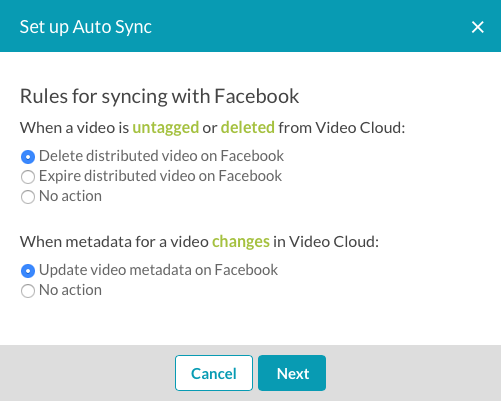 Set up Auto Sync
Rules for syncing with Facebook
When a video is untagged or deleted from Video Cloud:
Delete distributed video on Facebook
Expire distributed video on Facebook
No action
When metadata for a video changes in Video Cloud:
Update video metadata on Facebook
No action
Cancel Next